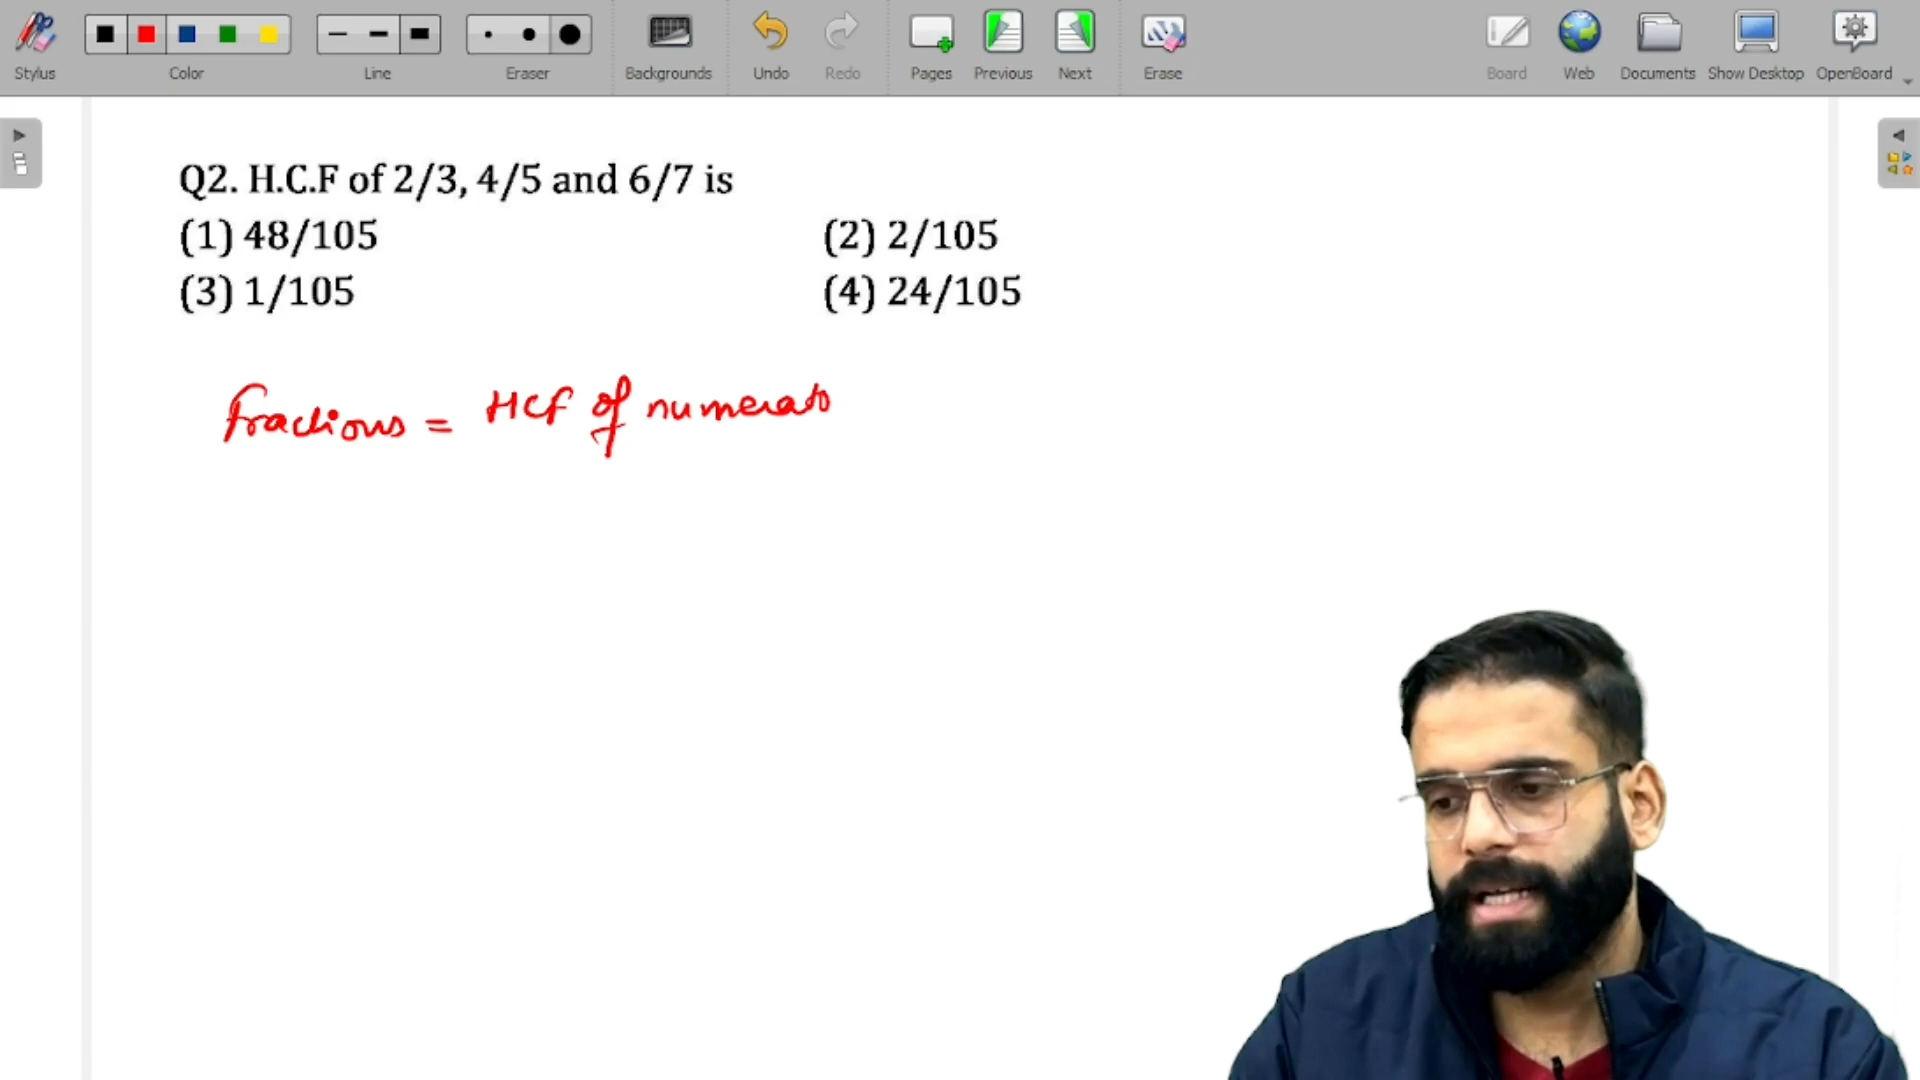 Stylus Color Line Eraser Backgrounds Undo Redo Pages Previous Next Erase Board Web Documents Show Desktop OpenBoard
Q2. H.C.F of 2/3, 4/5 and 6/7 is
(1) 48/105 (2) 2/105
(3) 1/105 (4) 24/105
fractions = HCF of numerato